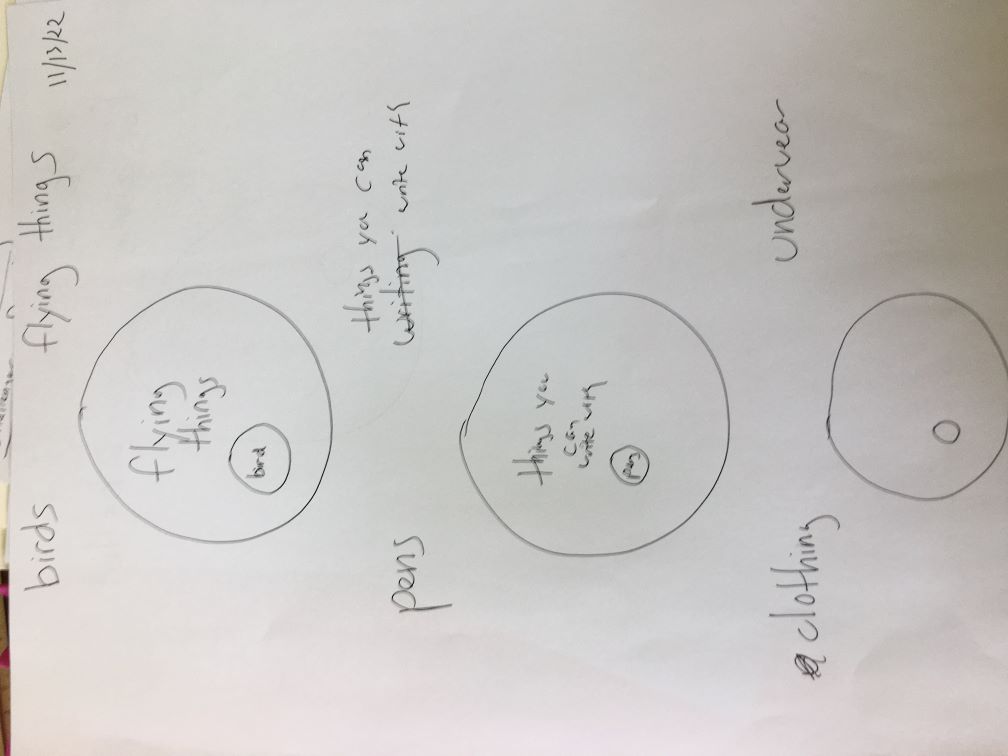 birds flying things 11/13/22
flying
things
bird
things you can
pens writing write with
things you
can
write with
pens
clothing underwear